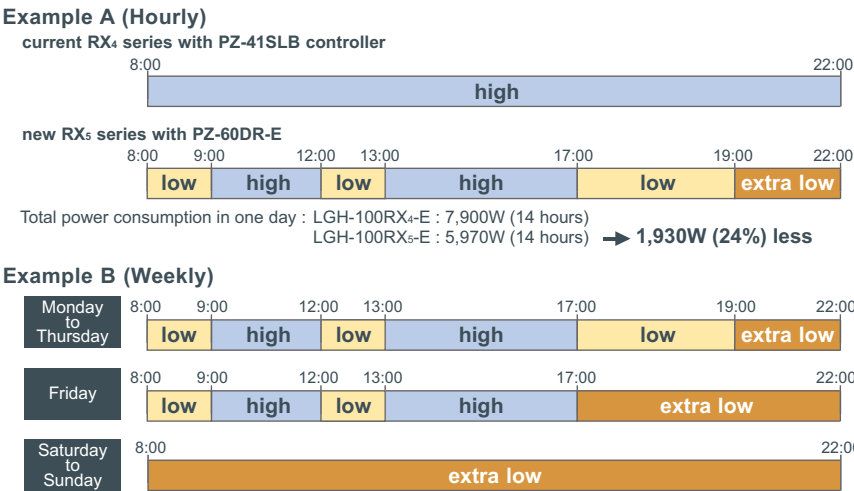 Example A (Hourly)
current RX4 series with PZ-41SLB controller
8:00 22:00
high
new RX5 series with PZ-60DR-E
8:00 9:00 12:00 13:00 17:00 19:00 22:00
low high low high low extra low
Total power consumption in one day : LGH-100RX4-E : 7,900W (14 hours)
LGH-100RX5-E : 5,970W (14 hours) → 1,930W (24%) less
Example B (Weekly)
Monday
to
Thursday
8:00 9:00 12:00 13:00 17:00 19:00 22:00
low high low high low extra low
Friday
8:00 9:00 12:00 13:00 17:00 22:00
low high low high extra low
Saturday
to
Sunday
8:00 22:00
extra low